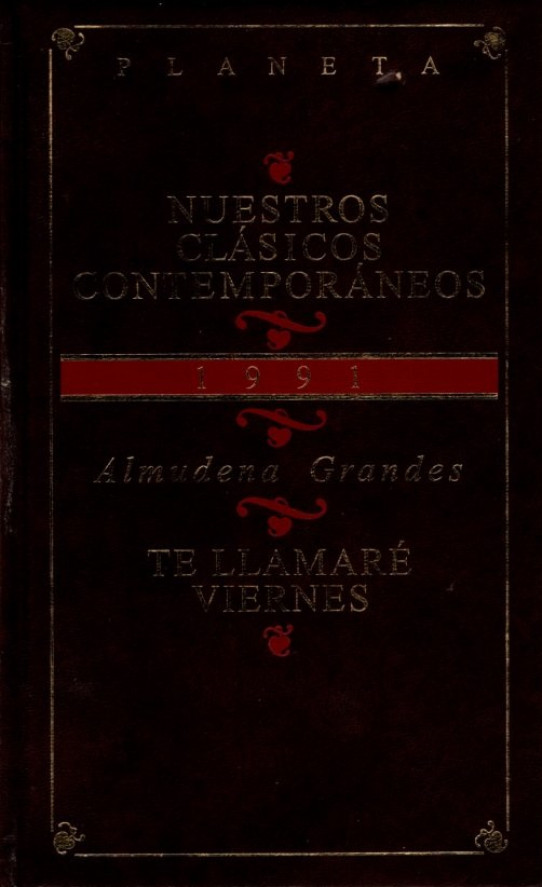 PLANETA
NUESTROS
CLÁSICOS
CONTEMPORÁNEOS
1991
Almudena Grandes
TE LLAMARÉ
VIERNES